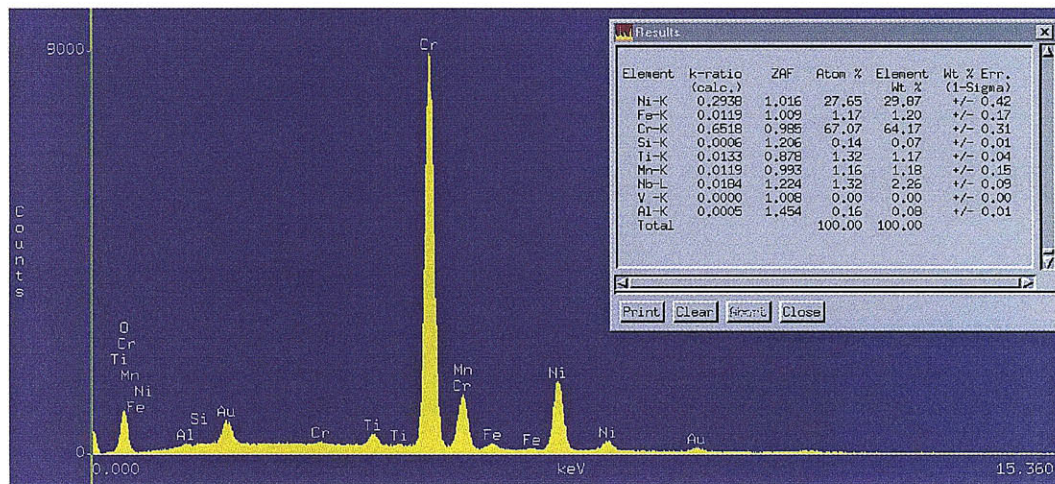 9000
Counts
O
Cr
Ti
Mn
Ni
Fe
Al
Si
Au
Cr
Ti
Ti
Cr
Mn
Cr
Fe
Fe
Ni
Ni
Au
0
0.000
keV
15.360
Results
Element k-ratio ZAF Atom % Element Wt % Err.
(calc.) Wt % (1-Sigma)
Ni-K 0.2938 1.016 27.65 29.87 +/- 0.42
Fe-K 0.0119 1.009 1.17 1.20 +/- 0.17
Cr-K 0.6518 0.985 67.07 64.17 +/- 0.31
Si-K 0.0006 1.206 0.14 0.07 +/- 0.01
Ti-K 0.0133 0.878 1.32 1.17 +/- 0.04
Mn-K 0.0119 0.993 1.16 1.18 +/- 0.15
Nb-L 0.0184 1.224 1.32 2.26 +/- 0.09
V -K 0.0000 1.008 0.00 0.00 +/- 0.00
Al-K 0.0005 1.454 0.16 0.08 +/- 0.01
Total 100.00 100.00
Print Clear Abort Close